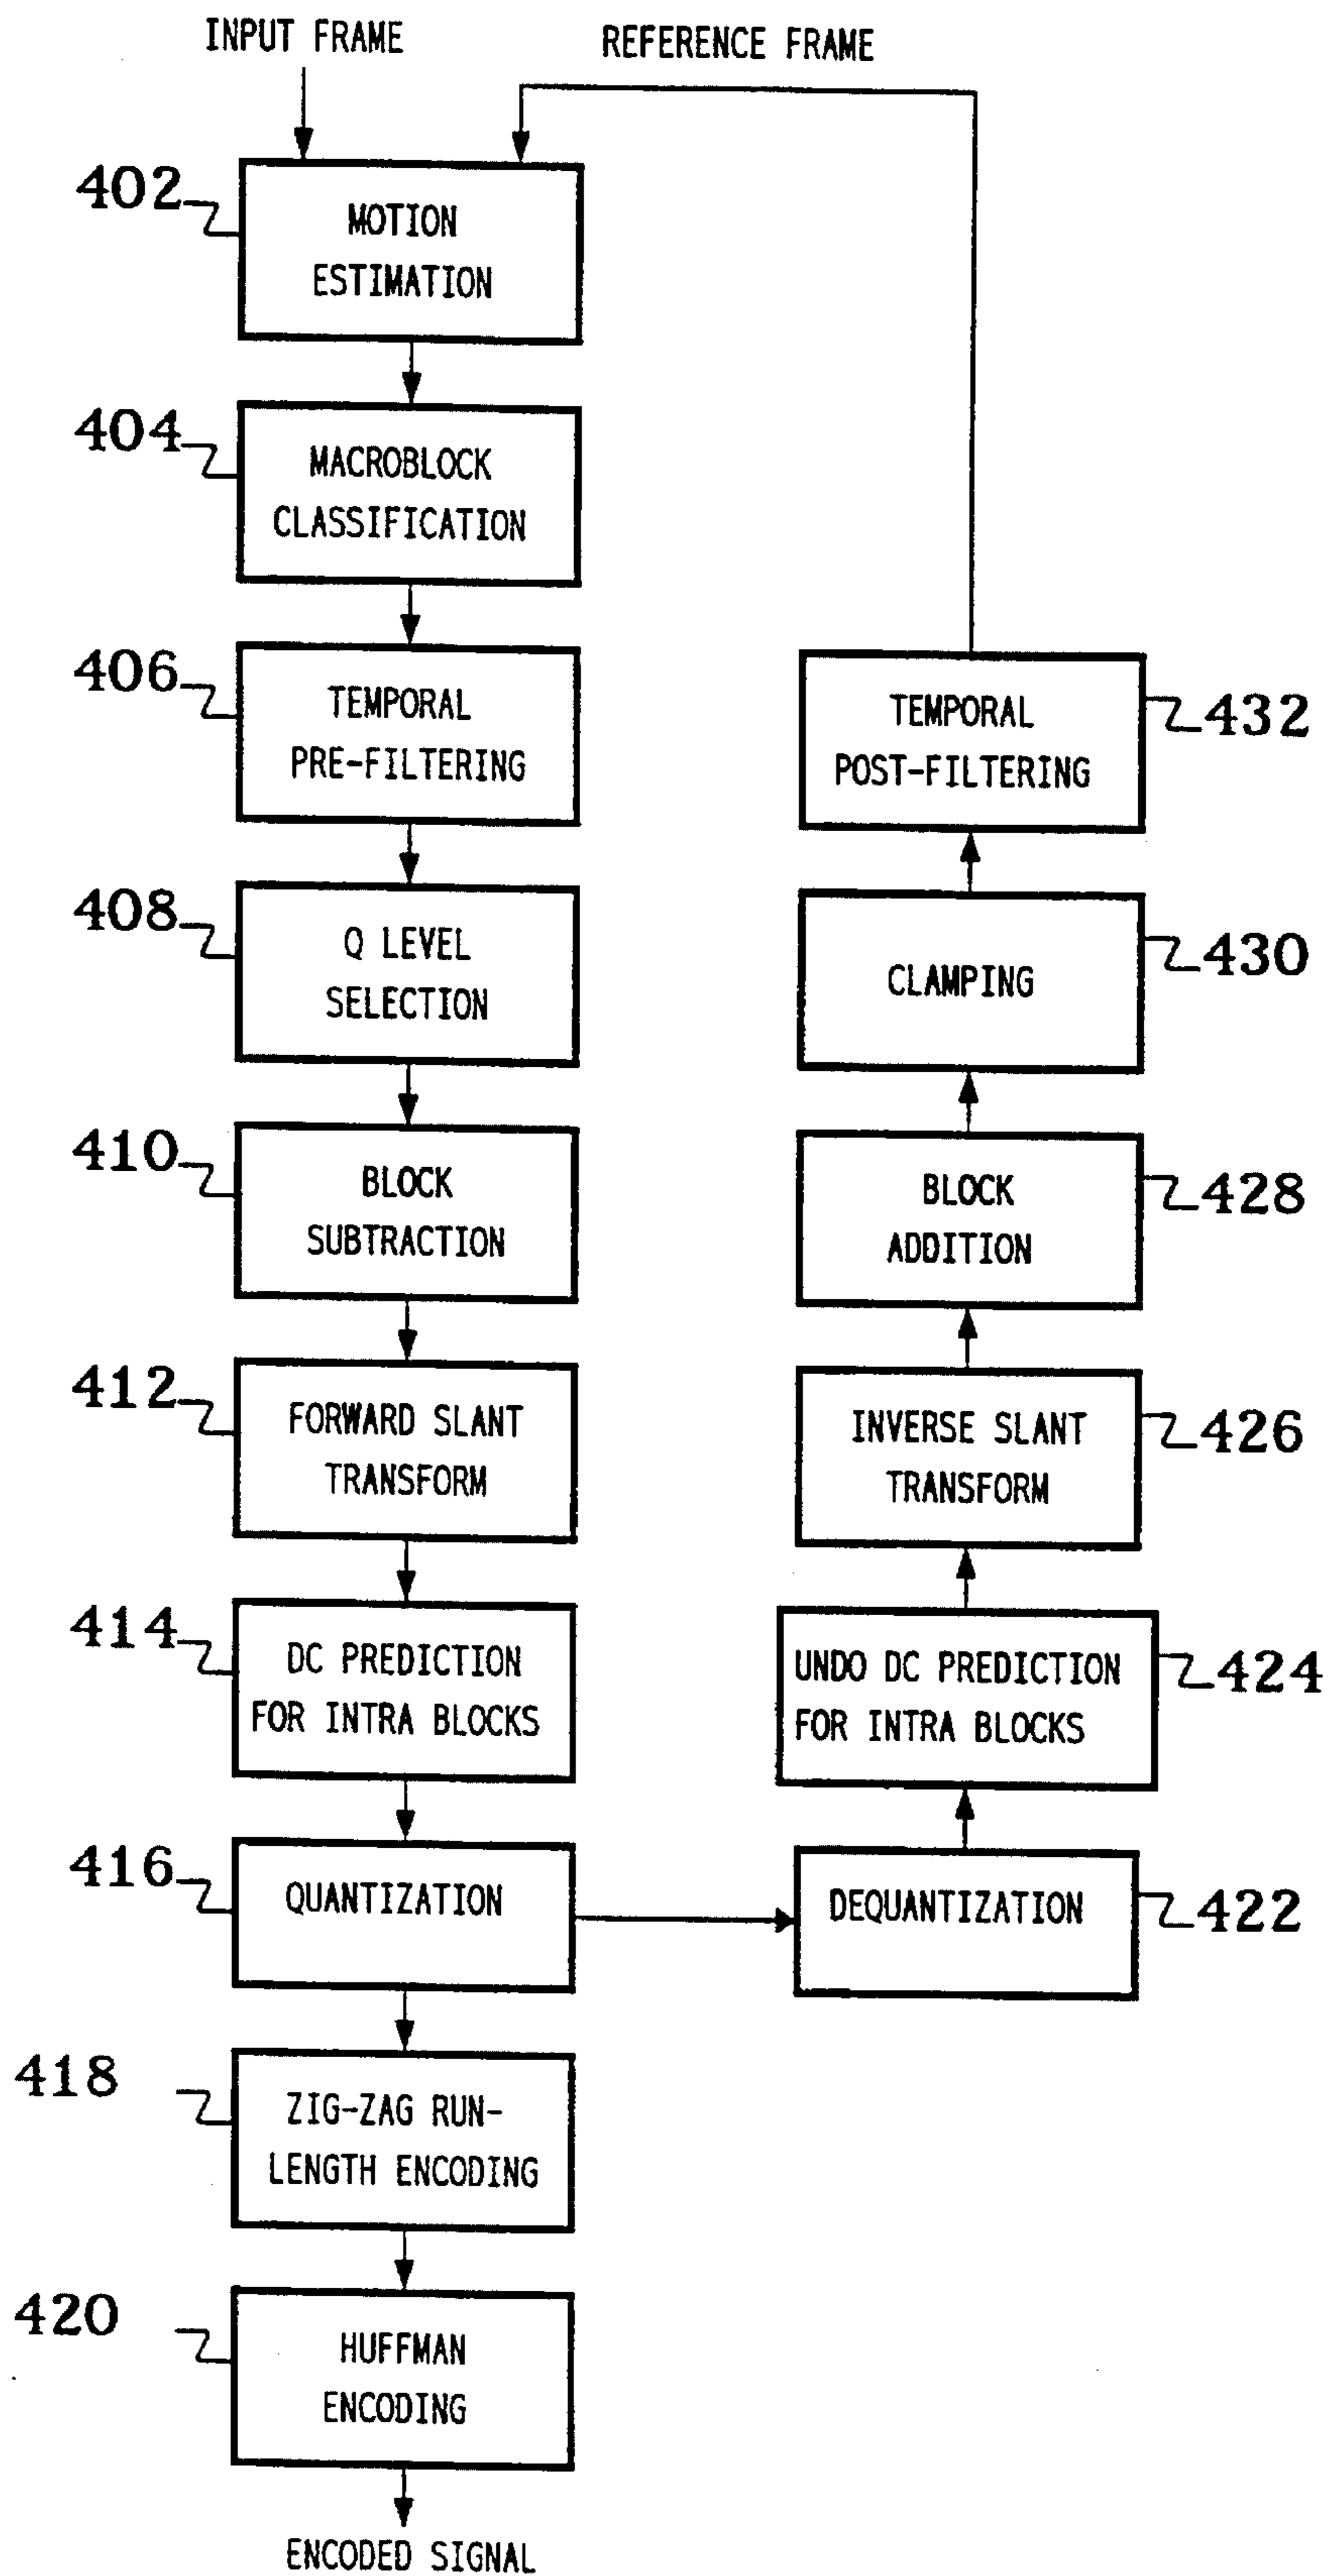 INPUT FRAME
REFERENCE FRAME
402
MOTION
ESTIMATION
404
MACROBLOCK
CLASSIFICATION
406
TEMPORAL
PRE-FILTERING
408
Q LEVEL
SELECTION
410
BLOCK
SUBTRACTION
412
FORWARD SLANT
TRANSFORM
414
DC PREDICTION
FOR INTRA BLOCKS
416
QUANTIZATION
418
ZIG-ZAG RUN-
LENGTH ENCODING
420
HUFFMAN
ENCODING
ENCODED SIGNAL
TEMPORAL
POST-FILTERING
432
CLAMPING
430
BLOCK
ADDITION
428
INVERSE SLANT
TRANSFORM
426
UNDO DC PREDICTION
FOR INTRA BLOCKS
424
DEQUANTIZATION
422